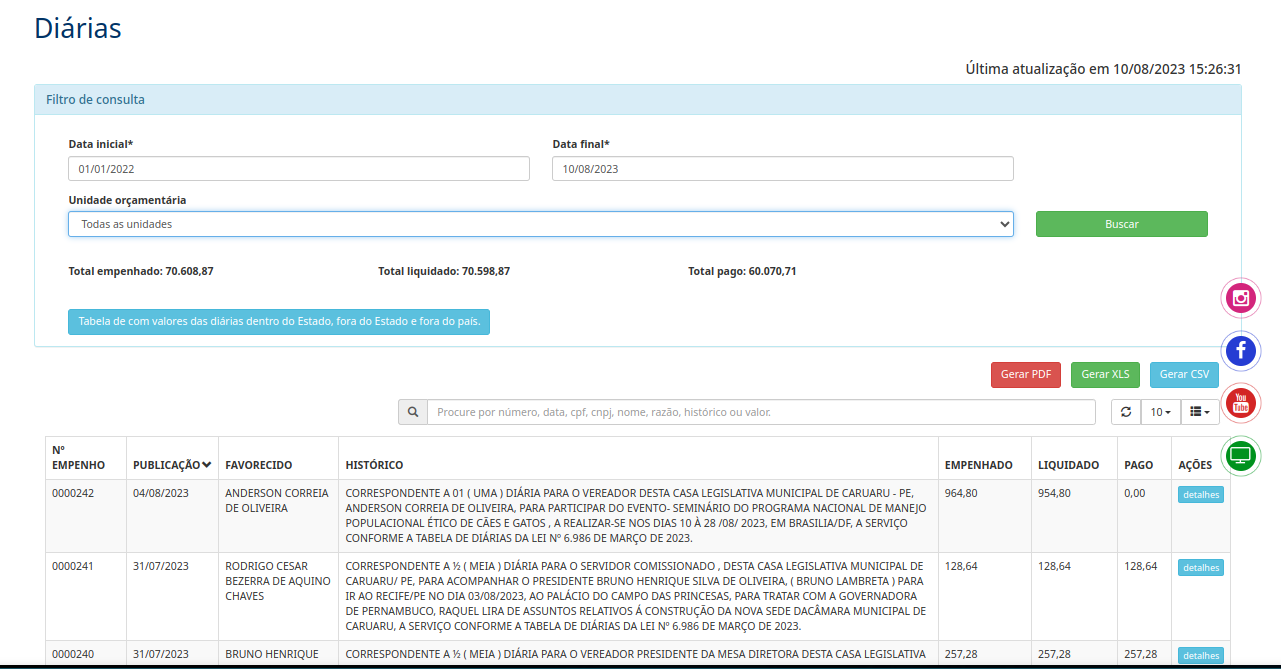 Diárias
Última atualização em 10/08/2023 15:26:31
Filtro de consulta
Data inicial*
Data final*
01/01/2022
10/08/2023
Unidade orçamentária
Todas as unidades
Buscar
Total empenhado: 70.608,87
Total liquidado: 70.598,87
Total pago: 60.070,71
Tabela de com valores das diárias dentro do Estado, fora do Estado e fora do país.
Gerar PDF
Gerar XLS
Gerar CSV
Procure por número, data, cpf, cnpj, nome, razão, histórico ou valor.
10
You
Tube
Nº
EMPENHO
PUBLICAÇÃO
FAVORECIDO
HISTÓRICO
EMPENHADO
LIQUIDADO
PAGO
AÇÕES
0000242
04/08/2023
ANDERSON CORREIA
DE OLIVEIRA
CORRESPONDENTE A 01 ( UMA ) DIÁRIA PARA O VEREADOR DESTA CASA LEGISLATIVA MUNICIPAL DE CARUARU - PE,
ANDERSON CORREIA DE OLIVEIRA, PARA PARTICIPAR DO EVENTO- SEMINÁRIO DO PROGRAMA NACIONAL DE MANEJO
POPULACIONAL ÉTICO DE CÃES E GATOS , A REALIZAR-SE NOS DIAS 10 À 28 /08/ 2023, EM BRASILIA/DF, A SERVIÇO
CONFORME A TABELA DE DIÁRIAS DA LEI Nº 6.986 DE MARÇO DE 2023.
964,80
954,80
0,00
detalhes
0000241
31/07/2023
RODRIGO CESAR
BEZERRA DE AQUINO
CHAVES
CORRESPONDENTE A ½ ( MEIA ) DIÁRIA PARA O SERVIDOR COMISSIONADO , DESTA CASA LEGISLATIVA MUNICIPAL DE
CARUARU/ PE, PARA ACOMPANHAR O PRESIDENTE BRUNO HENRIQUE SILVA DE OLIVEIRA, ( BRUNO LAMBRETA ) PARA
IR AO RECIFE/PE NO DIA 03/08/2023, AO PALÁCIO DO CAMPO DAS PRINCESAS, PARA TRATAR COM A GOVERNADORA
DE PERNAMBUCO, RAQUEL LIRA DE ASSUNTOS RELATIVOS Á CONSTRUÇÃO DA NOVA SEDE DACÂMARA MUNICIPAL DE
CARUARU, A SERVIÇO CONFORME A TABELA DE DIÁRIAS DA LEI Nº 6.986 DE MARÇO DE 2023.
128,64
128,64
128,64
detalhes
0000240
31/07/2023
BRUNO HENRIQUE
CORRESPONDENTE A ½ ( MEIA ) DIÁRIA PARA O VEREADOR PRESIDENTE DA MESA DIRETORA DESTA CASA LEGISLATIVA
257,28
257,28
257,28
detalhes